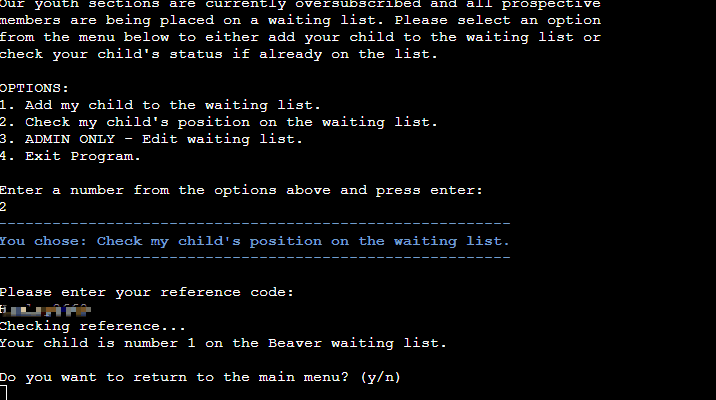 Our youth sections are currently oversubscribed and all prospective
members are being placed on a waiting list. Please select an option
from the menu below to either add your child to the waiting list or
check your child's status if already on the list.
OPTIONS:
1. Add my child to the waiting list.
2. Check my child's position on the waiting list.
3. ADMIN ONLY - Edit waiting list.
4. Exit Program.
Enter a number from the options above and press enter:
2
------------------------------------------------------------
You chose: Check my child's position on the waiting list.
------------------------------------------------------------
Please enter your reference code:
Checking reference...
Your child is number 1 on the Beaver waiting list.
Do you want to return to the main menu? (y/n)